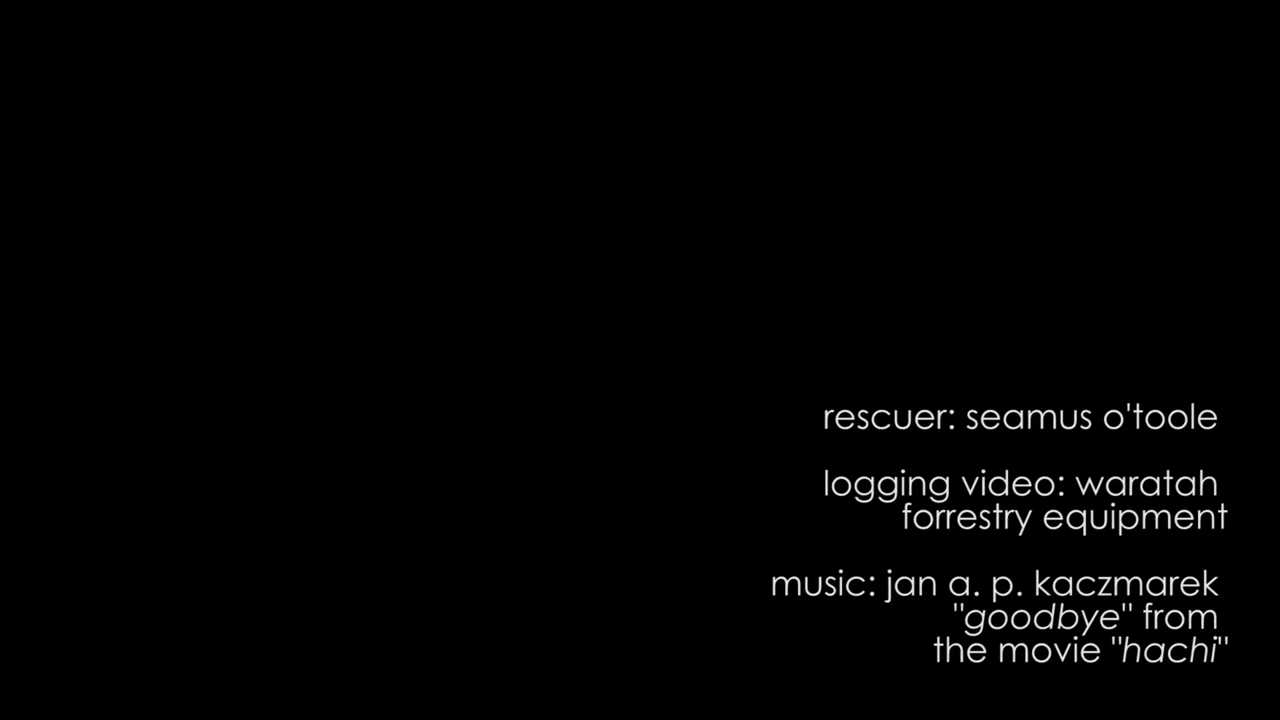 rescuer: seamus o'toole
logging video: waratah
forrestry equipment
music: jan a. p. kaczmarek
"goodbye" from
the movie "hachi"